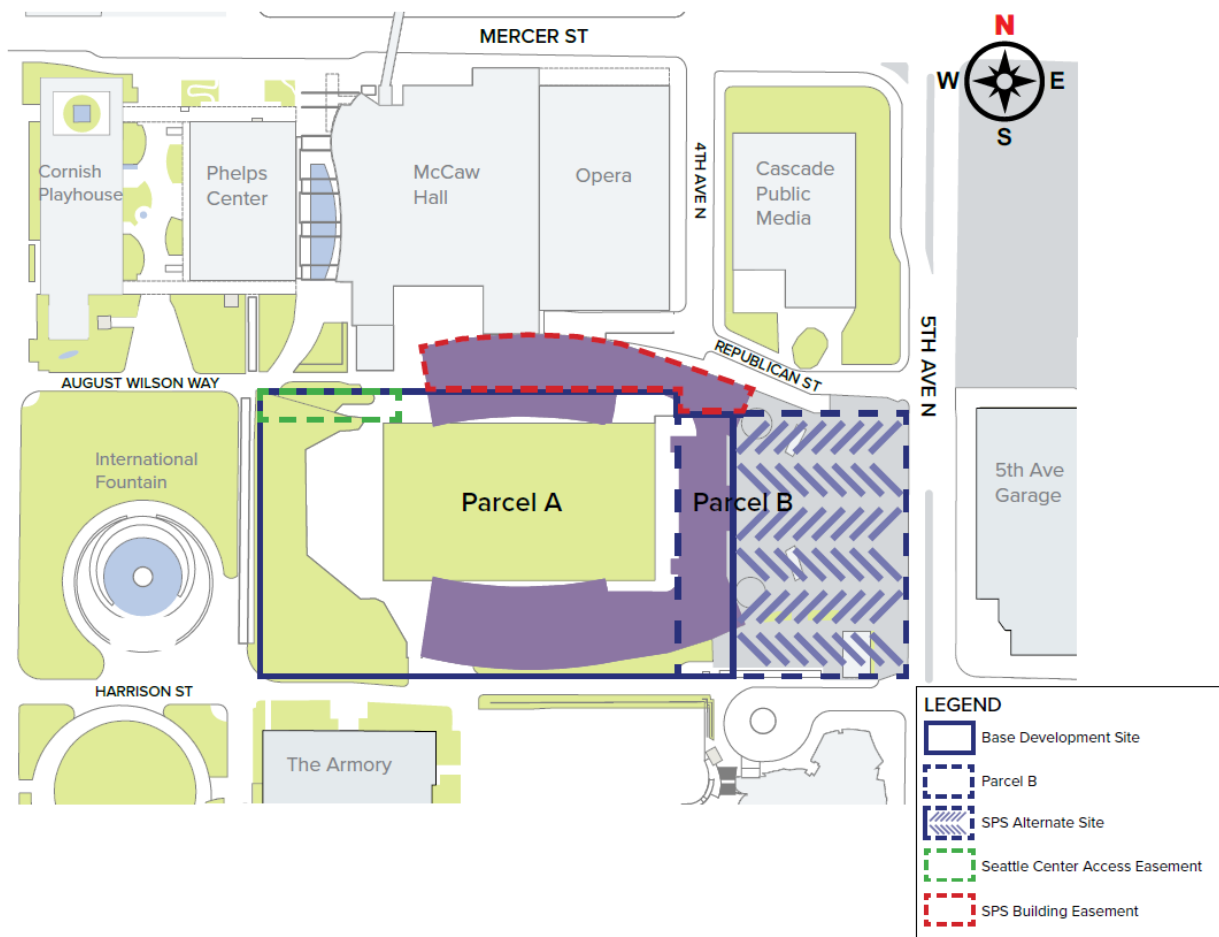 MERCER ST
N
W
E
S
Cornish
Playhouse
Phelps
Center
McCaw
Hall
Opera
4TH AVE N
Cascade
Public
Media
5TH AVE N
REPUBLICAN ST
AUGUST WILSON WAY
International
Fountain
Parcel A
Parcel B
5th Ave
Garage
HARRISON ST
The Armory
LEGEND
Base Development Site
Parcel B
SPS Alternate Site
Seattle Center Access Easement
SPS Building Easement